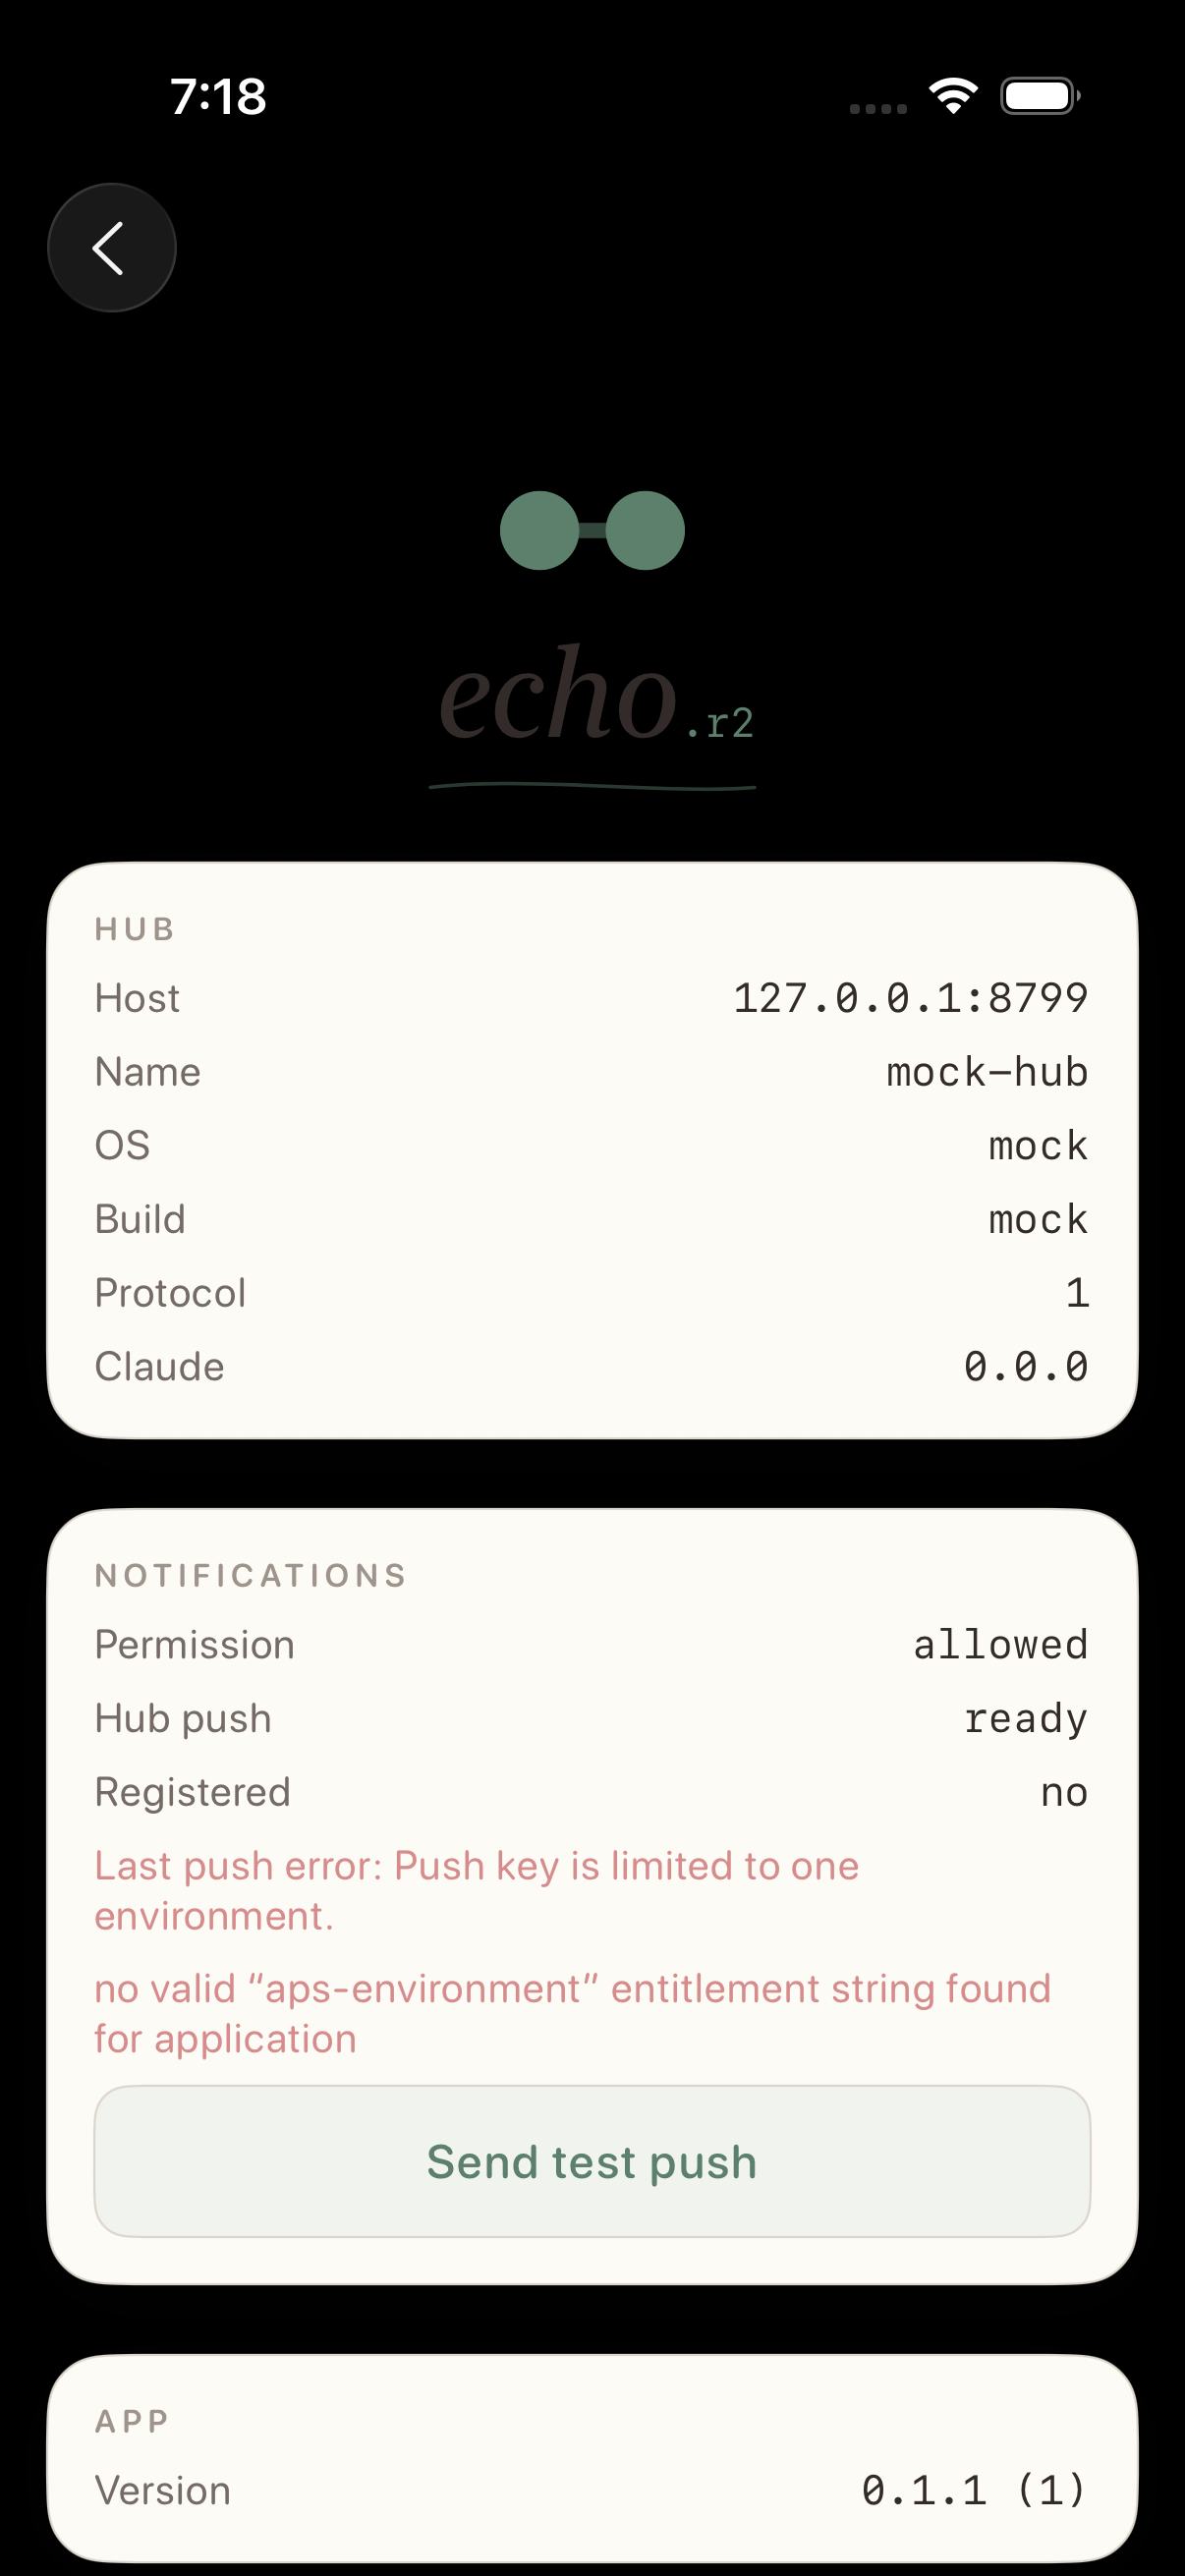 7:18
echo.r2
HUB
Host 127.0.0.1:8799
Name mock-hub
OS mock
Build mock
Protocol 1
Claude 0.0.0
NOTIFICATIONS
Permission allowed
Hub push ready
Registered no
Last push error: Push key is limited to one
environment.
no valid “aps-environment” entitlement string found
for application
Send test push
APP
Version 0.1.1 (1)